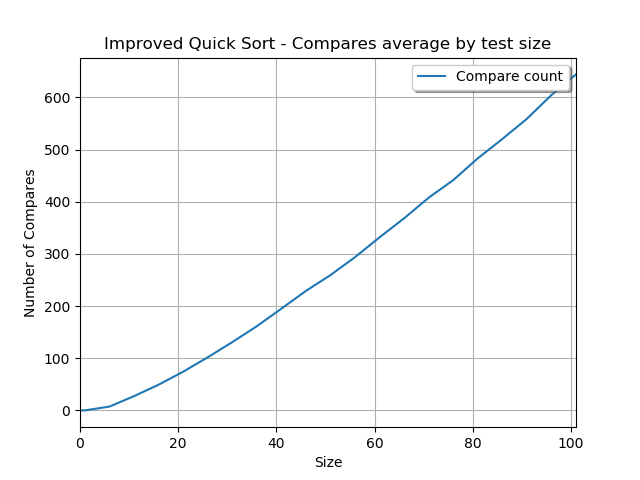 Improved Quick Sort - Compares average by test size
Compare count
600
500
400
300
200
100
0
Number of Compares
0 20 40 60 80 100
Size